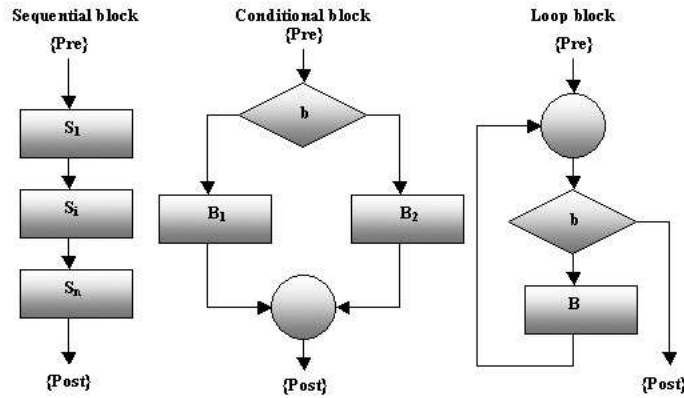 Sequential block
{Pre}
S1
Si
Sn
{Post}
Conditional block
{Pre}
b
B1
B2
{Post}
Loop block
{Pre}
b
B
{Post}